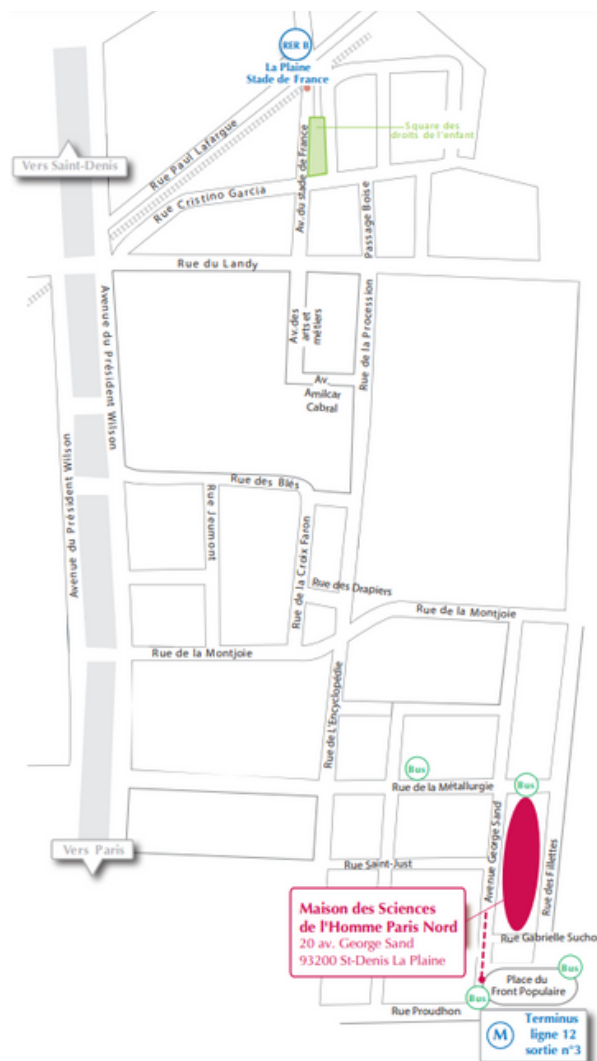 RER B
La Plaine
Stade de France
Square des
droits de l'enfant
Rue Paul Lafargue
Av. du stade de France
Vers Saint-Denis
Rue Cristino Garcia
Passage Boise
Rue du Landy
Avenue du Président Wilson
Av. des
arts et
métiers
Rue de la Procession
Av.
Amilcar
Cabral
Avenue du Président Wilson
Rue des Blés
Rue Jeumont
Rue de la Croix Faron
Rue des Drapiers
Rue de la Montjoie
Rue de la Montjoie
Rue de L'Encyclopédie
Bus
Rue de la Métallurgie
Bus
Vers Paris
Avenue George Sand
Rue des Fillettes
Rue Saint-Just
Maison des Sciences
de l'Homme Paris Nord
20 av. George Sand
93200 St-Denis La Plaine
Rue Gabrielle Sucho
Place du
Front Populaire
Bus
Bus
Rue Proudhon
M
Terminus
ligne 12
sortie n°3